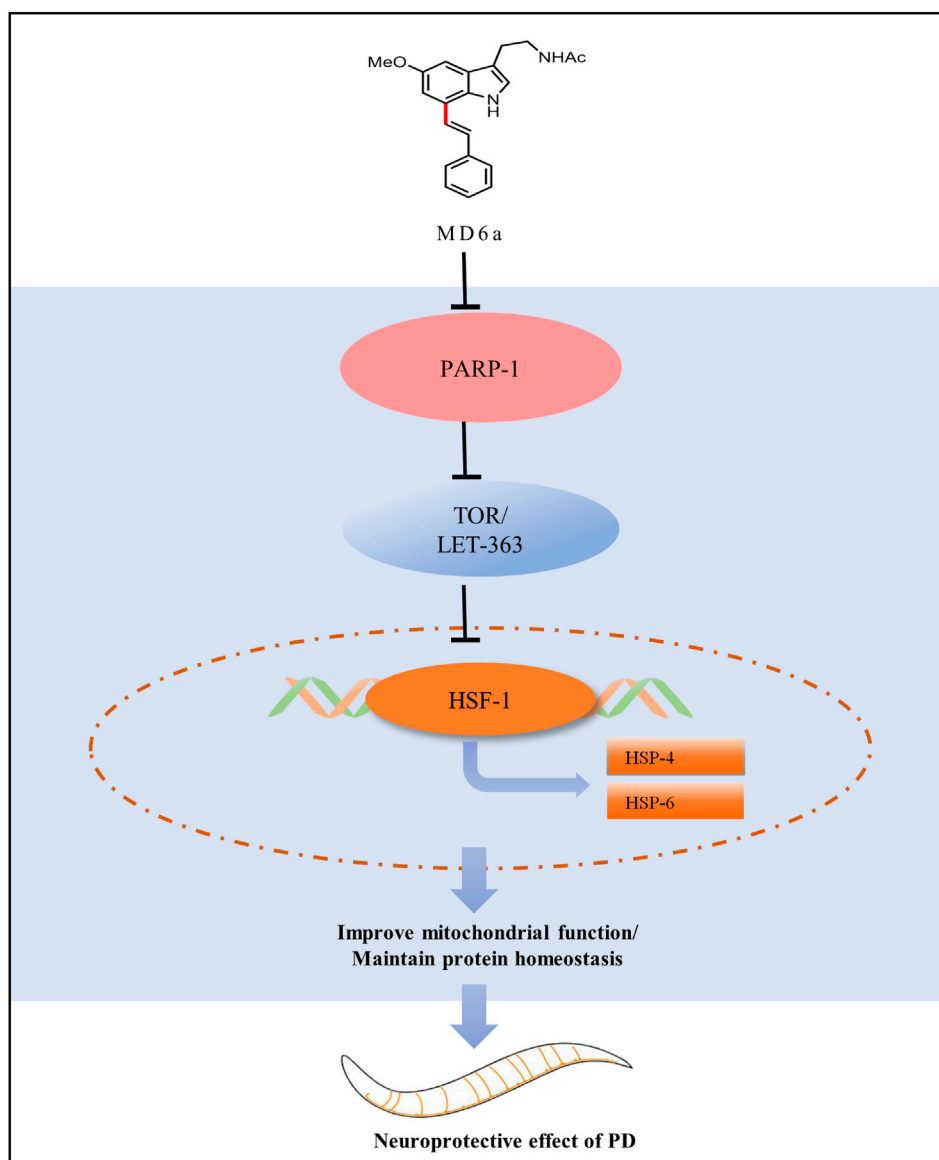 MeO
NHAc
N
H
MD6a
PARP-1
TOR/
LET-363
HSF-1
HSP-4
HSP-6
Improve mitochondrial function/
Maintain protein homeostasis
Neuroprotective effect of PD